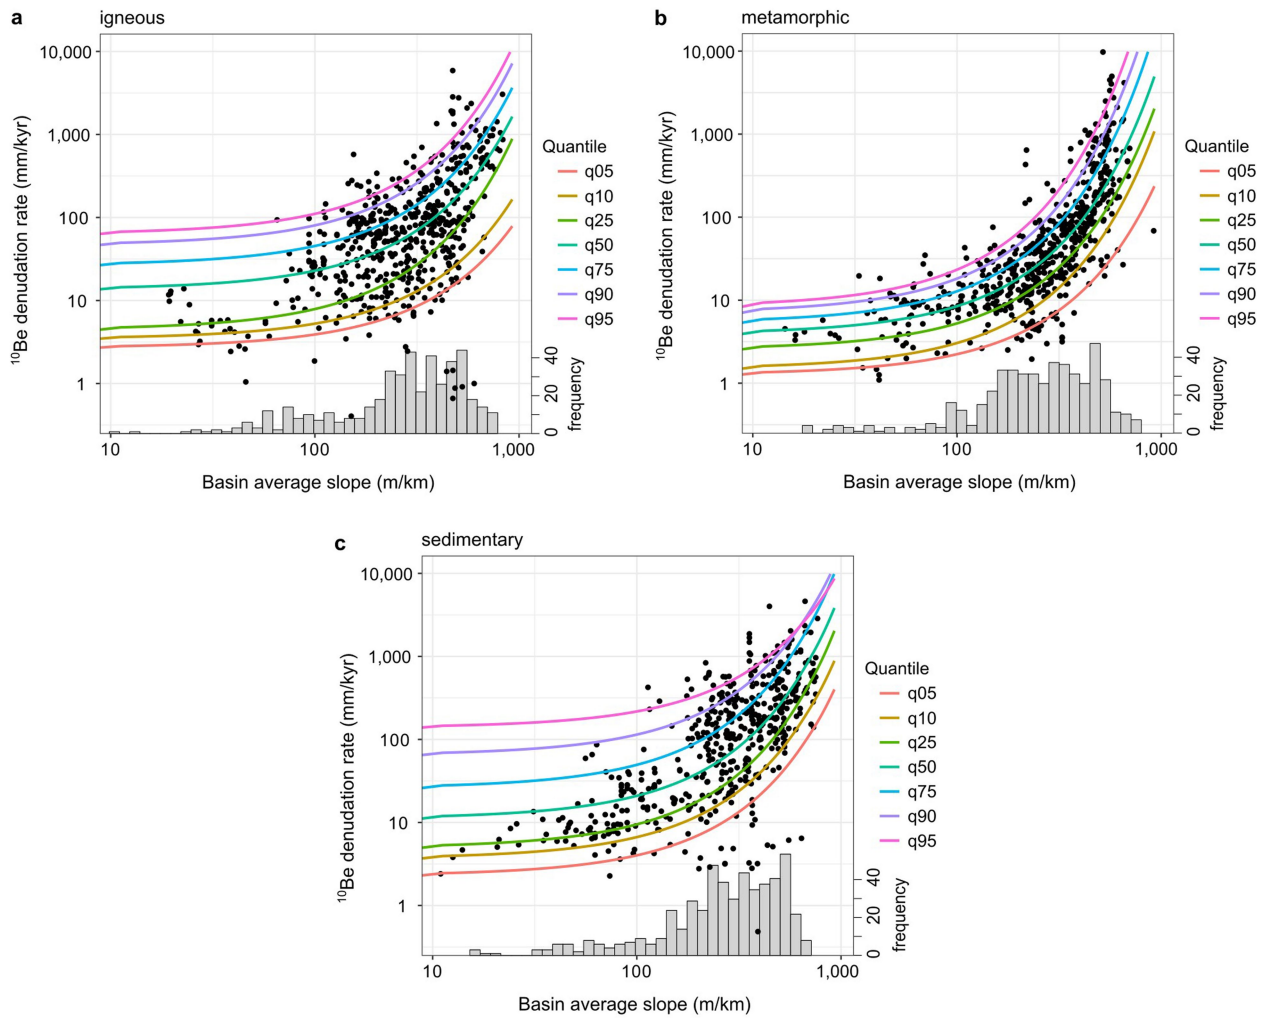 a igneous
10,000
1,000
100
10
1
¹⁰Be denudation rate (mm/kyr)
10 100 1,000
Basin average slope (m/km)
0 20 40
frequency
Quantile
q05
q10
q25
q50
q75
q90
q95
b metamorphic
10,000
1,000
100
10
1
¹⁰Be denudation rate (mm/kyr)
10 100 1,000
Basin average slope (m/km)
0 20 40
frequency
Quantile
q05
q10
q25
q50
q75
q90
q95
c sedimentary
10,000
1,000
100
10
1
¹⁰Be denudation rate (mm/kyr)
10 100 1,000
Basin average slope (m/km)
0 20 40
frequency
Quantile
q05
q10
q25
q50
q75
q90
q95